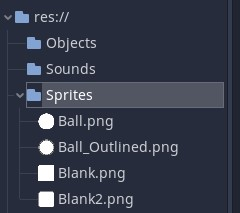 res://
Objects
Sounds
Sprites
Ball.png
Ball_Outlined.png
Blank.png
Blank2.png